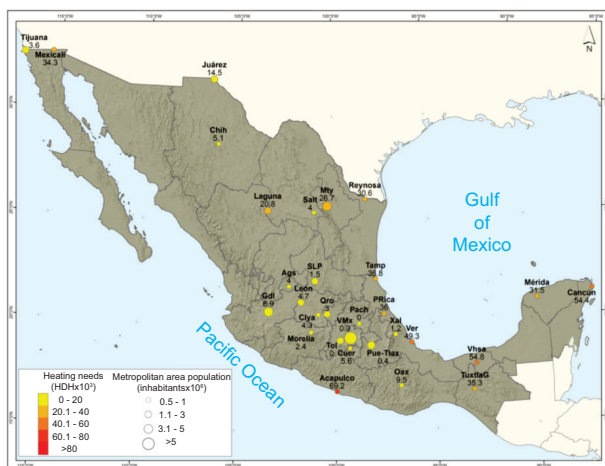 Tijuana
3.6
Mexicali
34.3
Juárez
14.5
N
Chih
5.1
Laguna
20.8
Salt
4
Mty
26.7
Reynosa
30.6
Gulf
of
Mexico
Tamp
36.8
SLP
1.5
Ags
4
León
4.7
Gdl
6.9
Qro
3
Clya
4.3
Morelia
2.4
VMx
0.3
Pach
0
PRica
36
Xal
1.2
Ver
49.3
Mérida
31.5
Cancún
54.4
Tol
0
Cuer
5.6
Pue-Tlax
0.4
Vhsa
54.8
TuxtlaG
35.3
Oax
9.5
Acapulco
69.2
Pacific Ocean
Heating needs
(HDHx10³)
0 - 20
20.1 - 40
40.1 - 60
60.1 - 80
>80
Metropolitan area population
(inhabitantsx10⁶)
0.5 - 1
1.1 - 3
3.1 - 5
>5